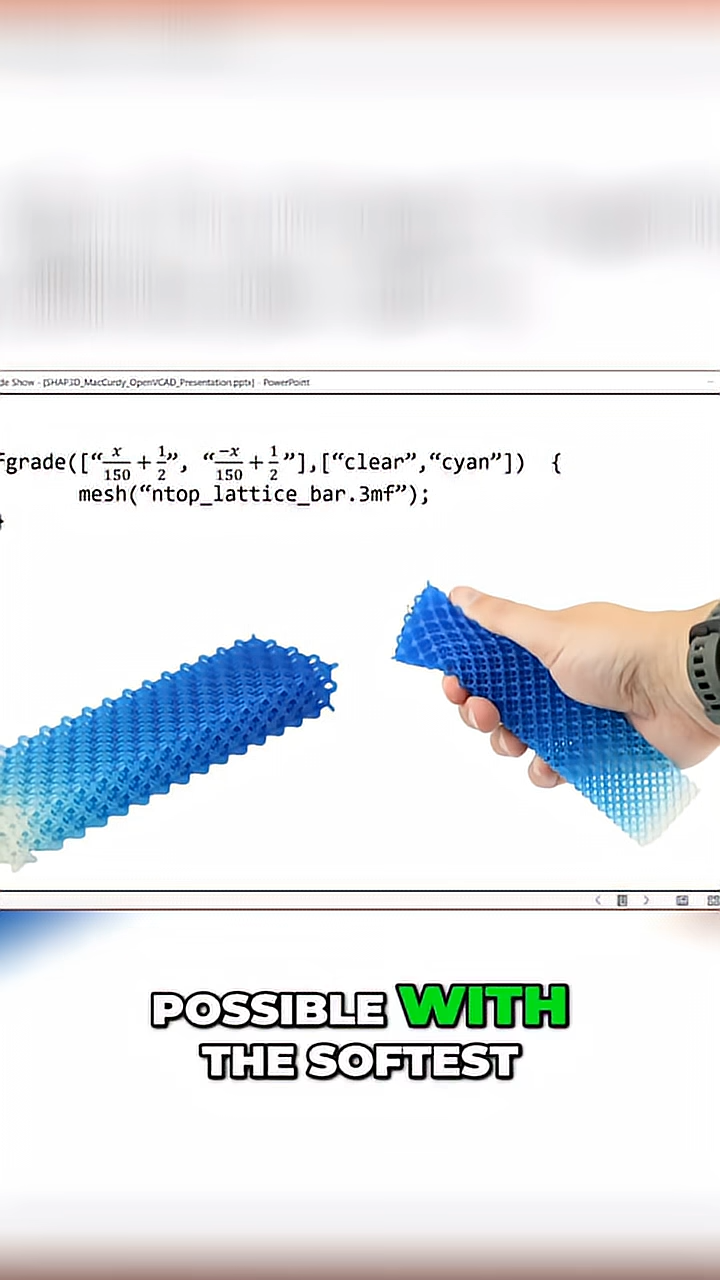 de Show - [SHAP3D_MacCurdy_OpenVCAD_Presentation.pptx] - PowerPoint
fgrade(["x/150+1/2", "-x/150+1/2"],["clear","cyan"]) {
mesh("ntop_lattice_bar.3mf");
}
POSSIBLE WITH
THE SOFTEST